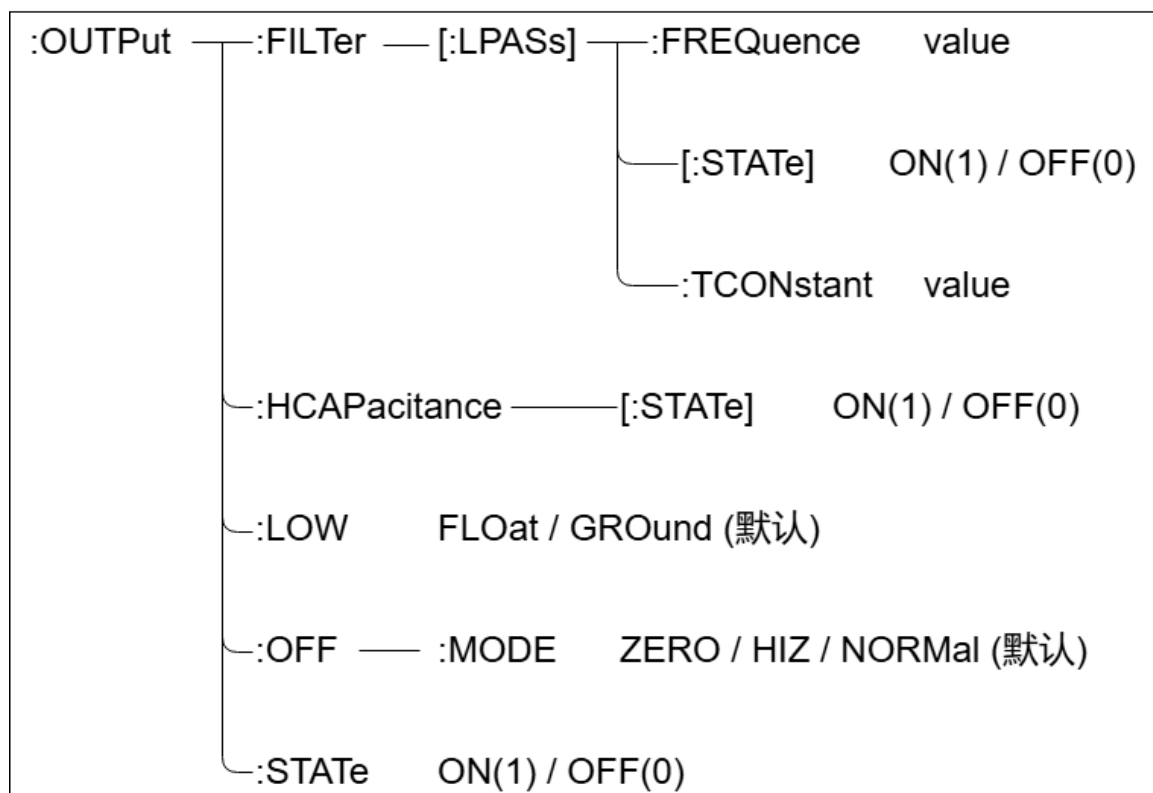 :OUTPut :FILTer [:LPASs] :FREQuence value
[:STATe] ON(1) / OFF(0)
:TCONstant value
:HCAPacitance [:STATe] ON(1) / OFF(0)
:LOW FLOat / GROund (默认)
:OFF :MODE ZERO / HIZ / NORMal (默认)
:STATe ON(1) / OFF(0)